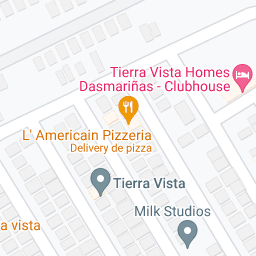 Tierra Vista Homes
Dasmariñas - Clubhouse
L' Americain Pizzeria
Delivery de pizza
Tierra Vista
Milk Studios
a vista